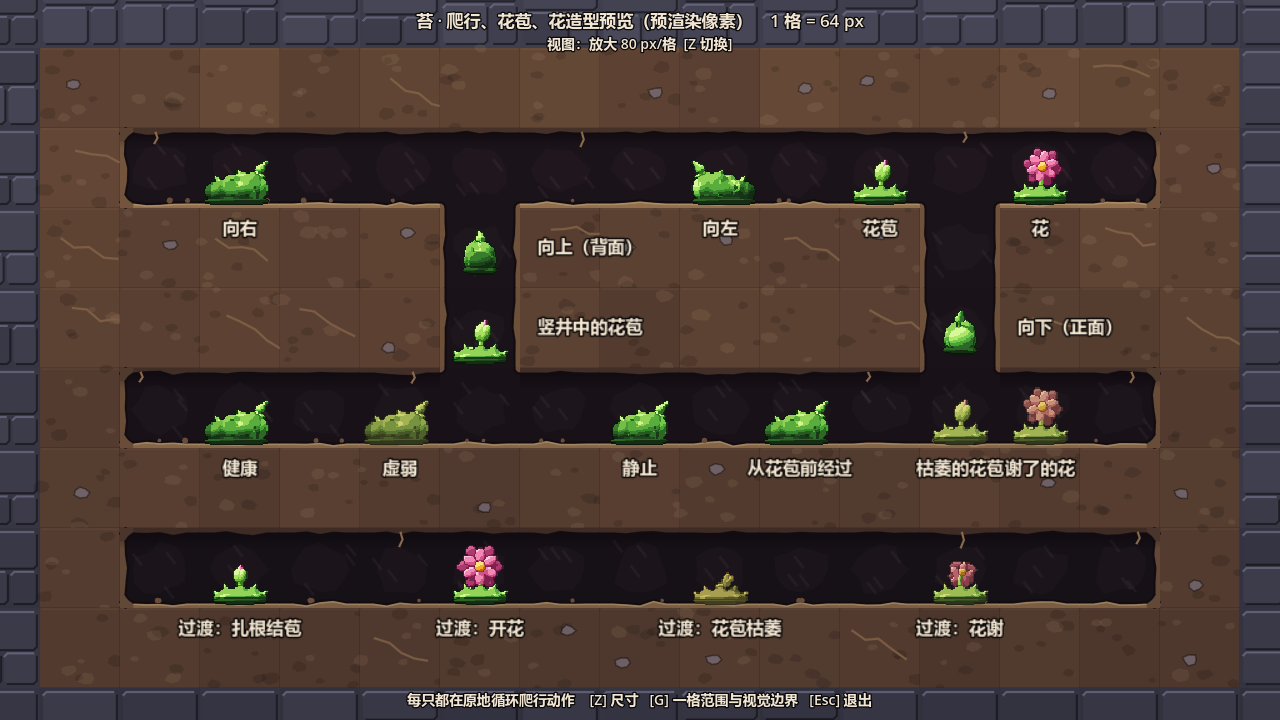 苔 · 爬行、花苞、花造型预览（预渲染像素） 1 格 = 64 px
视图：放大 80 px/格 [Z 切换]
向右
向左
花苞
花
向上（背面）
竖井中的花苞
向下（正面）
健康
虚弱
静止
从花苞前经过
枯萎的花苞
谢了的花
过渡：扎根结苞
过渡：开花
过渡：花苞枯萎
过渡：花谢
每只都在原地循环爬行动作 [Z] 尺寸 [G] 一格范围与视觉边界 [Esc] 退出